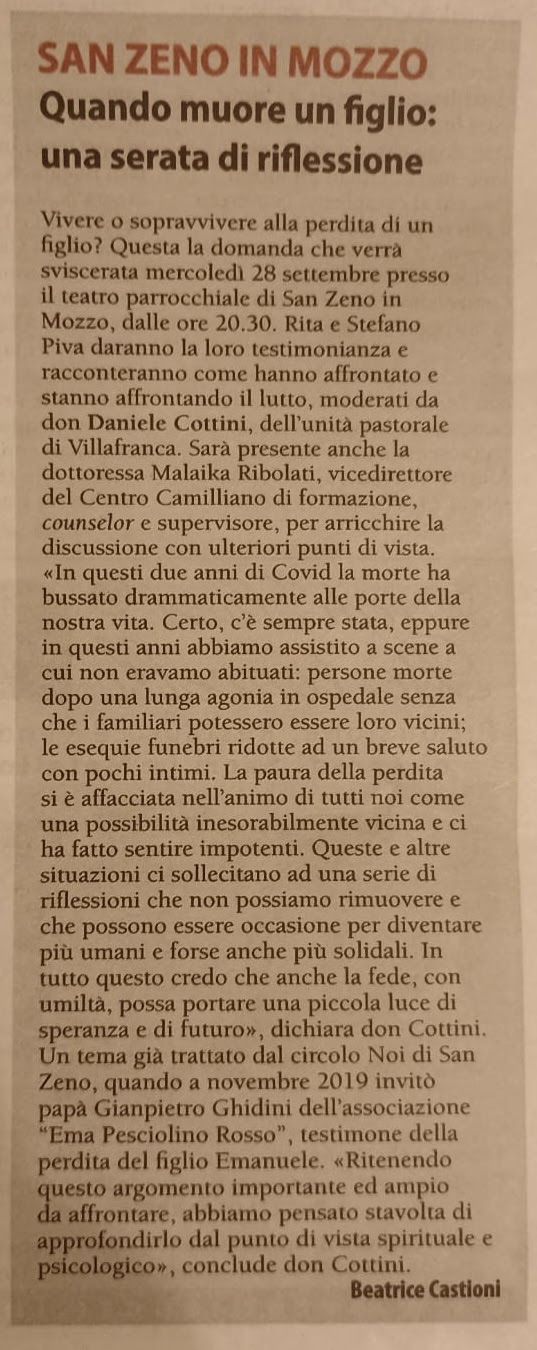 SAN ZENO IN MOZZO
Quando muore un figlio:
una serata di riflessione
Vivere o sopravvivere alla perdita di un
figlio? Questa la domanda che verrà
sviscerata mercoledì 28 settembre presso
il teatro parrocchiale di San Zeno in
Mozzo, dalle ore 20.30. Rita e Stefano
Piva daranno la loro testimonianza e
racconteranno come hanno affrontato e
stanno affrontando il lutto, moderati da
don Daniele Cottini, dell'unità pastorale
di Villafranca. Sarà presente anche la
dottoressa Malaika Ribolati, vicedirettore
del Centro Camilliano di formazione,
counselor e supervisore, per arricchire la
discussione con ulteriori punti di vista.
«In questi due anni di Covid la morte ha
bussato drammaticamente alle porte della
nostra vita. Certo, c'è sempre stata, eppure
in questi anni abbiamo assistito a scene a
cui non eravamo abituati: persone morte
dopo una lunga agonia in ospedale senza
che i familiari potessero essere loro vicini;
le esequie funebri ridotte ad un breve saluto
con pochi intimi. La paura della perdita
si è affacciata nell'animo di tutti noi come
una possibilità inesorabilmente vicina e ci
ha fatto sentire impotenti. Queste e altre
situazioni ci sollecitano ad una serie di
riflessioni che non possiamo rimuovere e
che possono essere occasione per diventare
più umani e forse anche più solidali. In
tutto questo credo che anche la fede, con
umiltà, possa portare una piccola luce di
speranza e di futuro», dichiara don Cottini.
Un tema già trattato dal circolo Noi di San
Zeno, quando a novembre 2019 invitò
papà Gianpietro Ghidini dell'associazione
"Ema Pesciolino Rosso", testimone della
perdita del figlio Emanuele. «Ritenendo
questo argomento importante ed ampio
da affrontare, abbiamo pensato stavolta di
approfondirlo dal punto di vista spirituale e
psicologico», conclude don Cottini.
Beatrice Castioni